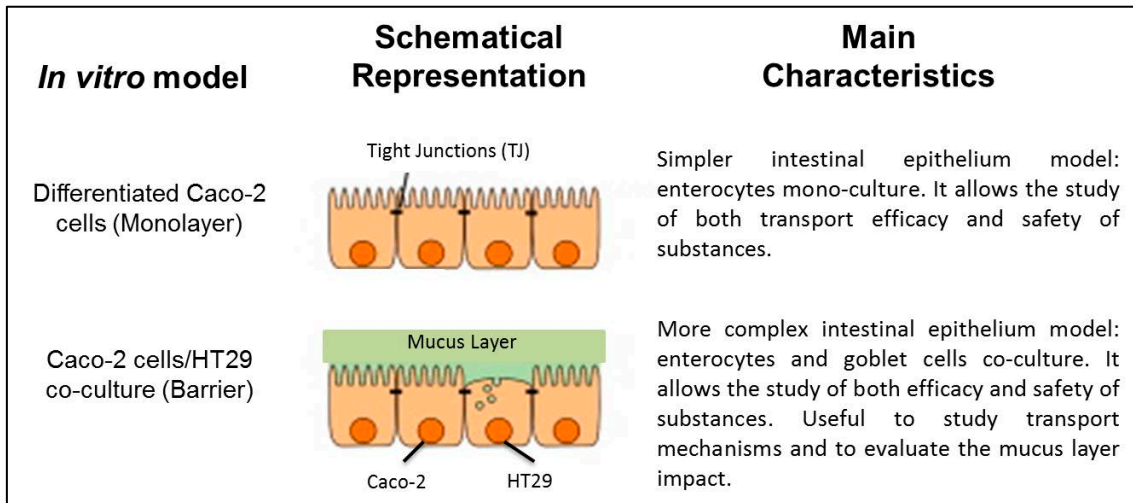 In vitro model
Schematical
Representation
Main
Characteristics
Differentiated Caco-2
cells (Monolayer)
Tight Junctions (TJ)
Simpler intestinal epithelium model:
enterocytes mono-culture. It allows the study
of both transport efficacy and safety of
substances.
Caco-2 cells/HT29
co-culture (Barrier)
Mucus Layer
Caco-2
HT29
More complex intestinal epithelium model:
enterocytes and goblet cells co-culture. It
allows the study of both efficacy and safety of
substances. Useful to study transport
mechanisms and to evaluate the mucus layer
impact.